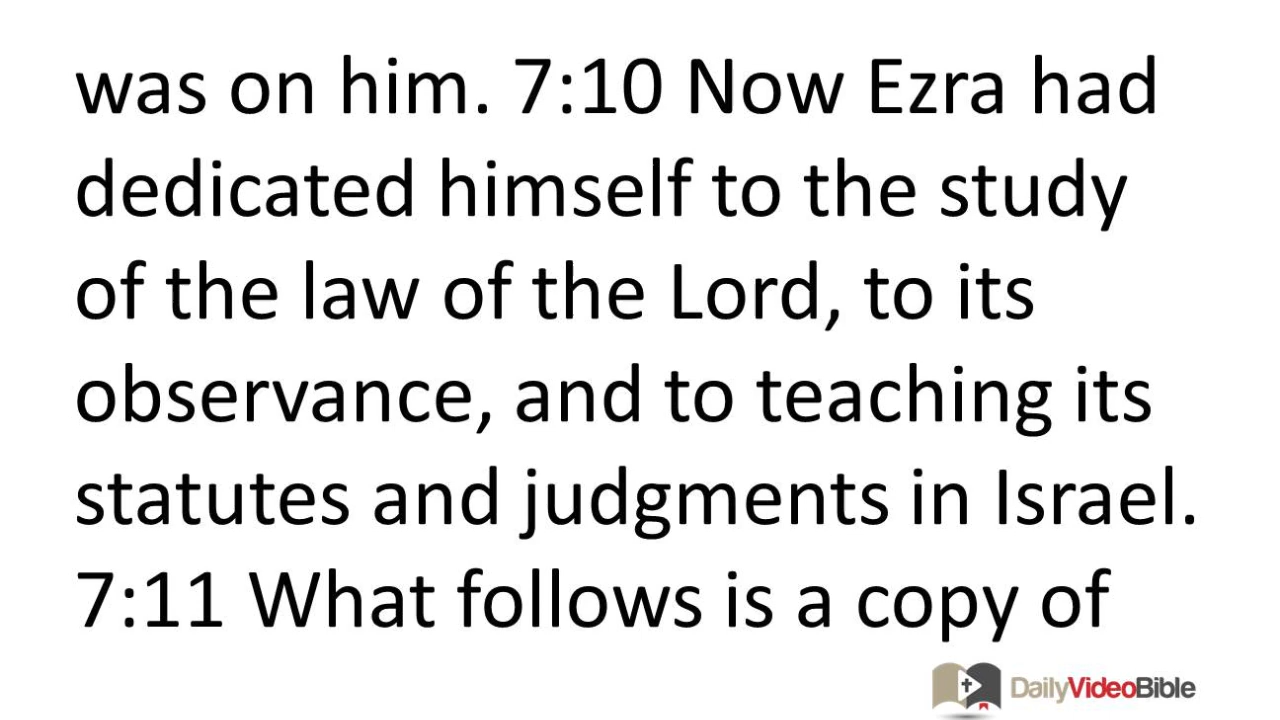 was on him. 7:10 Now Ezra had
dedicated himself to the study
of the law of the Lord, to its
observance, and to teaching its
statutes and judgments in Israel.
7:11 What follows is a copy of
DailyVideoBible